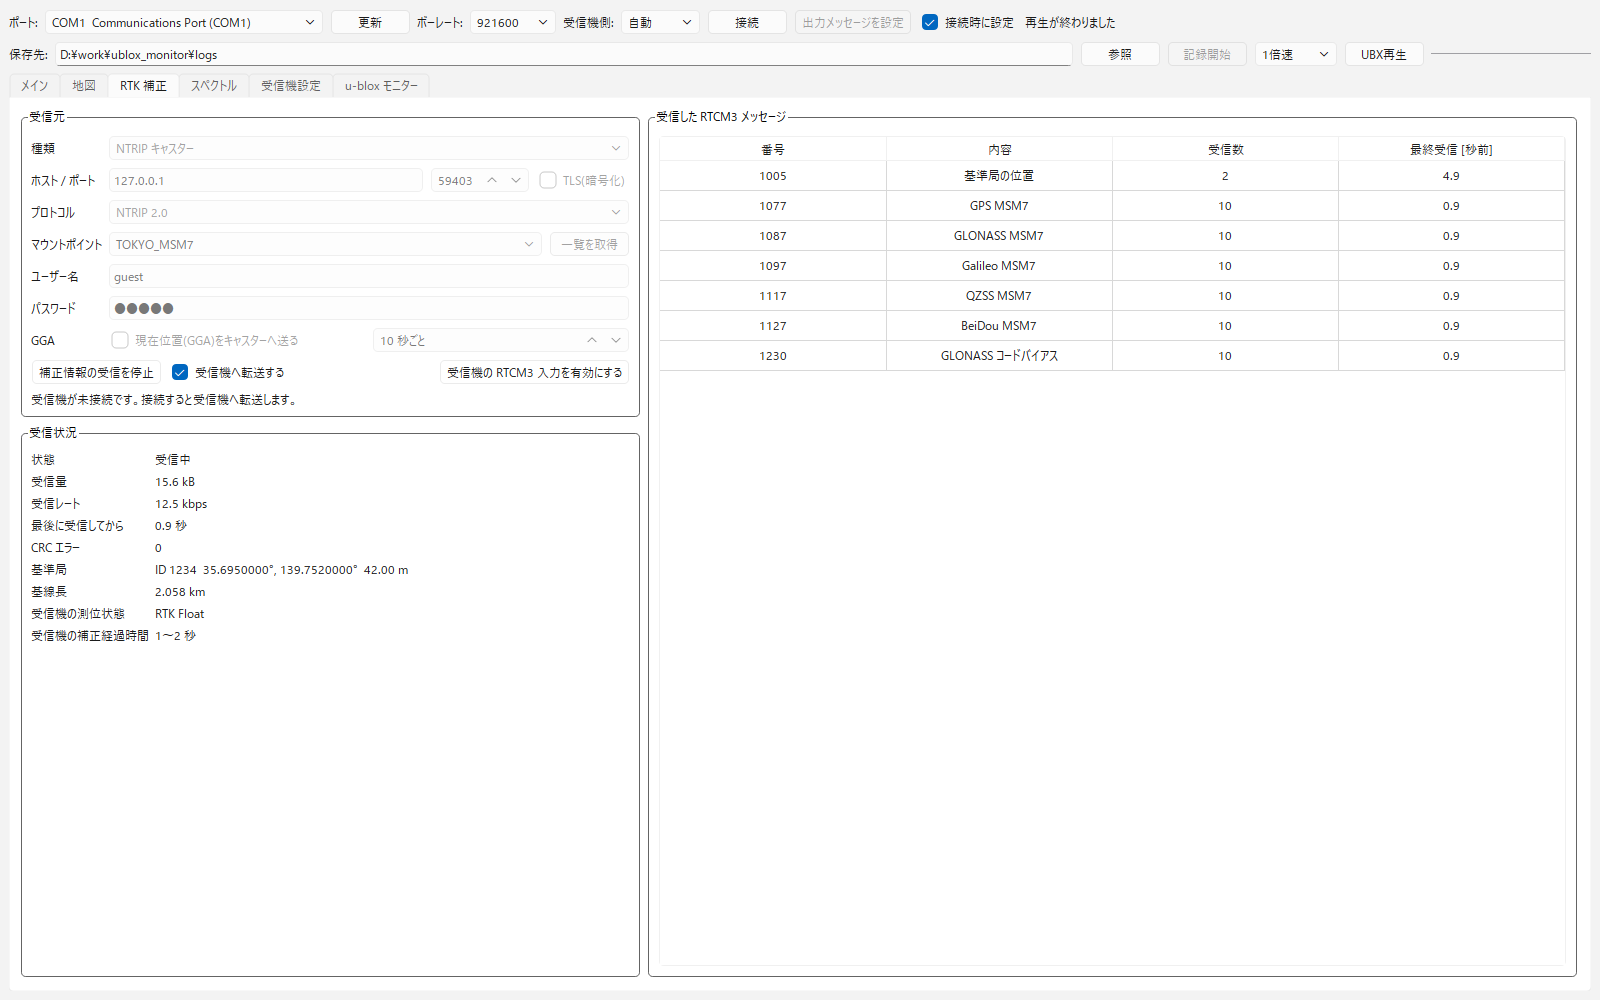 ポート: COM1 Communications Port (COM1) 更新 ボーレート: 921600 受信機側: 自動 接続 出力メッセージを設定 接続時に設定 再生が終わりました
保存先: D:¥work¥ublox_monitor¥logs 参照 記録開始 1倍速 UBX再生
メイン 地図 RTK 補正 スペクトル 受信機設定 u-blox モニター
受信元
種類 NTRIP キャスター
ホスト / ポート 127.0.0.1 59403 TLS(暗号化)
プロトコル NTRIP 2.0
マウントポイント TOKYO_MSM7 一覧を取得
ユーザー名 guest
パスワード ●●●●●
GGA 現在位置(GGA)をキャスターへ送る 10 秒ごと
補正情報の受信を停止 受信機へ転送する 受信機の RTCM3 入力を有効にする
受信機が未接続です。接続すると受信機へ転送します。
受信状況
状態 受信中
受信量 15.6 kB
受信レート 12.5 kbps
最後に受信してから 0.9 秒
CRC エラー 0
基準局 ID 1234 35.6950000°, 139.7520000° 42.00 m
基線長 2.058 km
受信機の測位状態 RTK Float
受信機の補正経過時間 1～2 秒
受信した RTCM3 メッセージ
番号 内容 受信数 最終受信 [秒前]
1005 基準局の位置 2 4.9
1077 GPS MSM7 10 0.9
1087 GLONASS MSM7 10 0.9
1097 Galileo MSM7 10 0.9
1117 QZSS MSM7 10 0.9
1127 BeiDou MSM7 10 0.9
1230 GLONASS コードバイアス 10 0.9